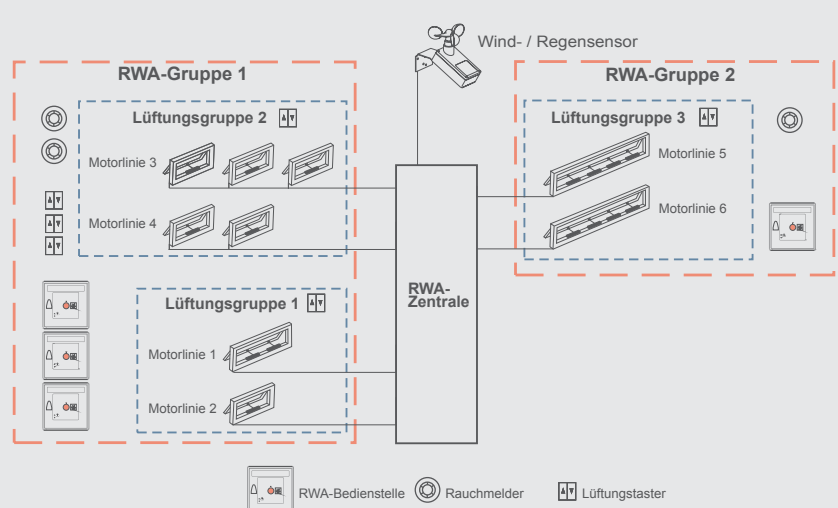 Wind- / Regensensor
RWA-Gruppe 1
Lüftungsgruppe 2
Motorlinie 3
Motorlinie 4
Lüftungsgruppe 1
Motorlinie 1
Motorlinie 2
RWA-
Zentrale
RWA-Gruppe 2
Lüftungsgruppe 3
Motorlinie 5
Motorlinie 6
RWA-Bedienstelle
Rauchmelder
Lüftungstaster